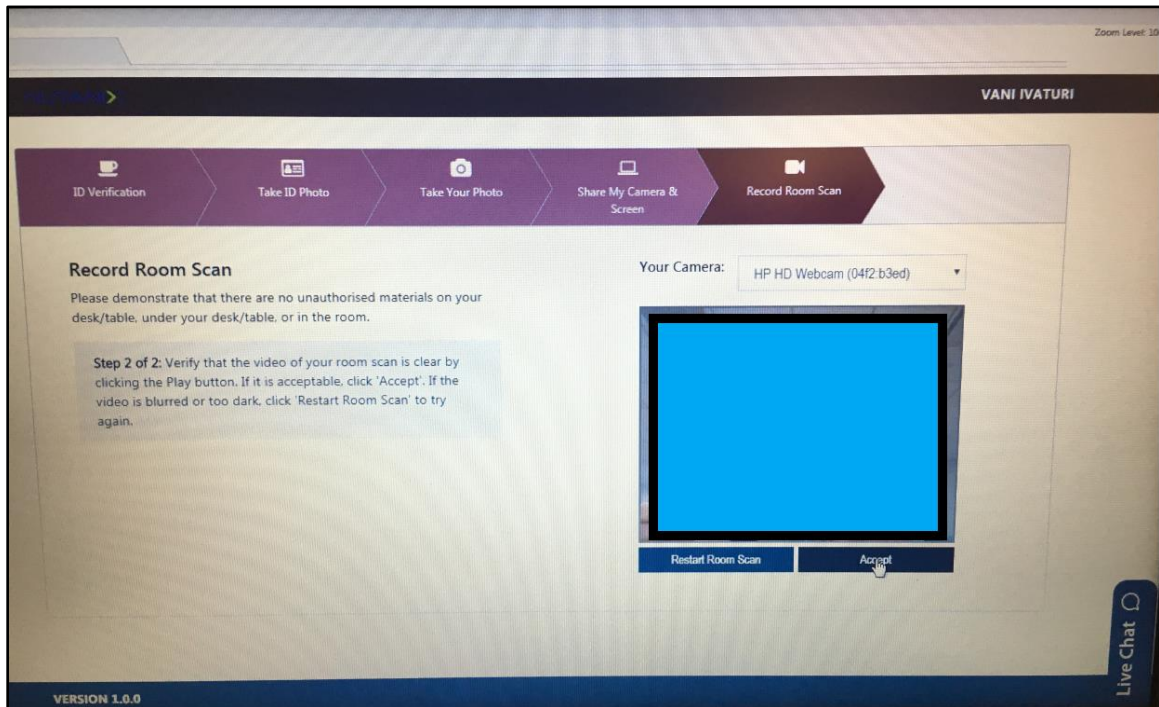 Zoom Level: 10
VANI IVATURI
ID Verification
Take ID Photo
Take Your Photo
Share My Camera &
Screen
Record Room Scan
Record Room Scan
Please demonstrate that there are no unauthorised materials on your
desk/table, under your desk/table, or in the room.
Step 2 of 2: Verify that the video of your room scan is clear by
clicking the Play button. If it is acceptable, click 'Accept'. If the
video is blurred or too dark, click 'Restart Room Scan' to try
again.
Your Camera:
HP HD Webcam (04f2:b3ed)
Restart Room Scan
Accept
Live Chat
VERSION 1.0.0